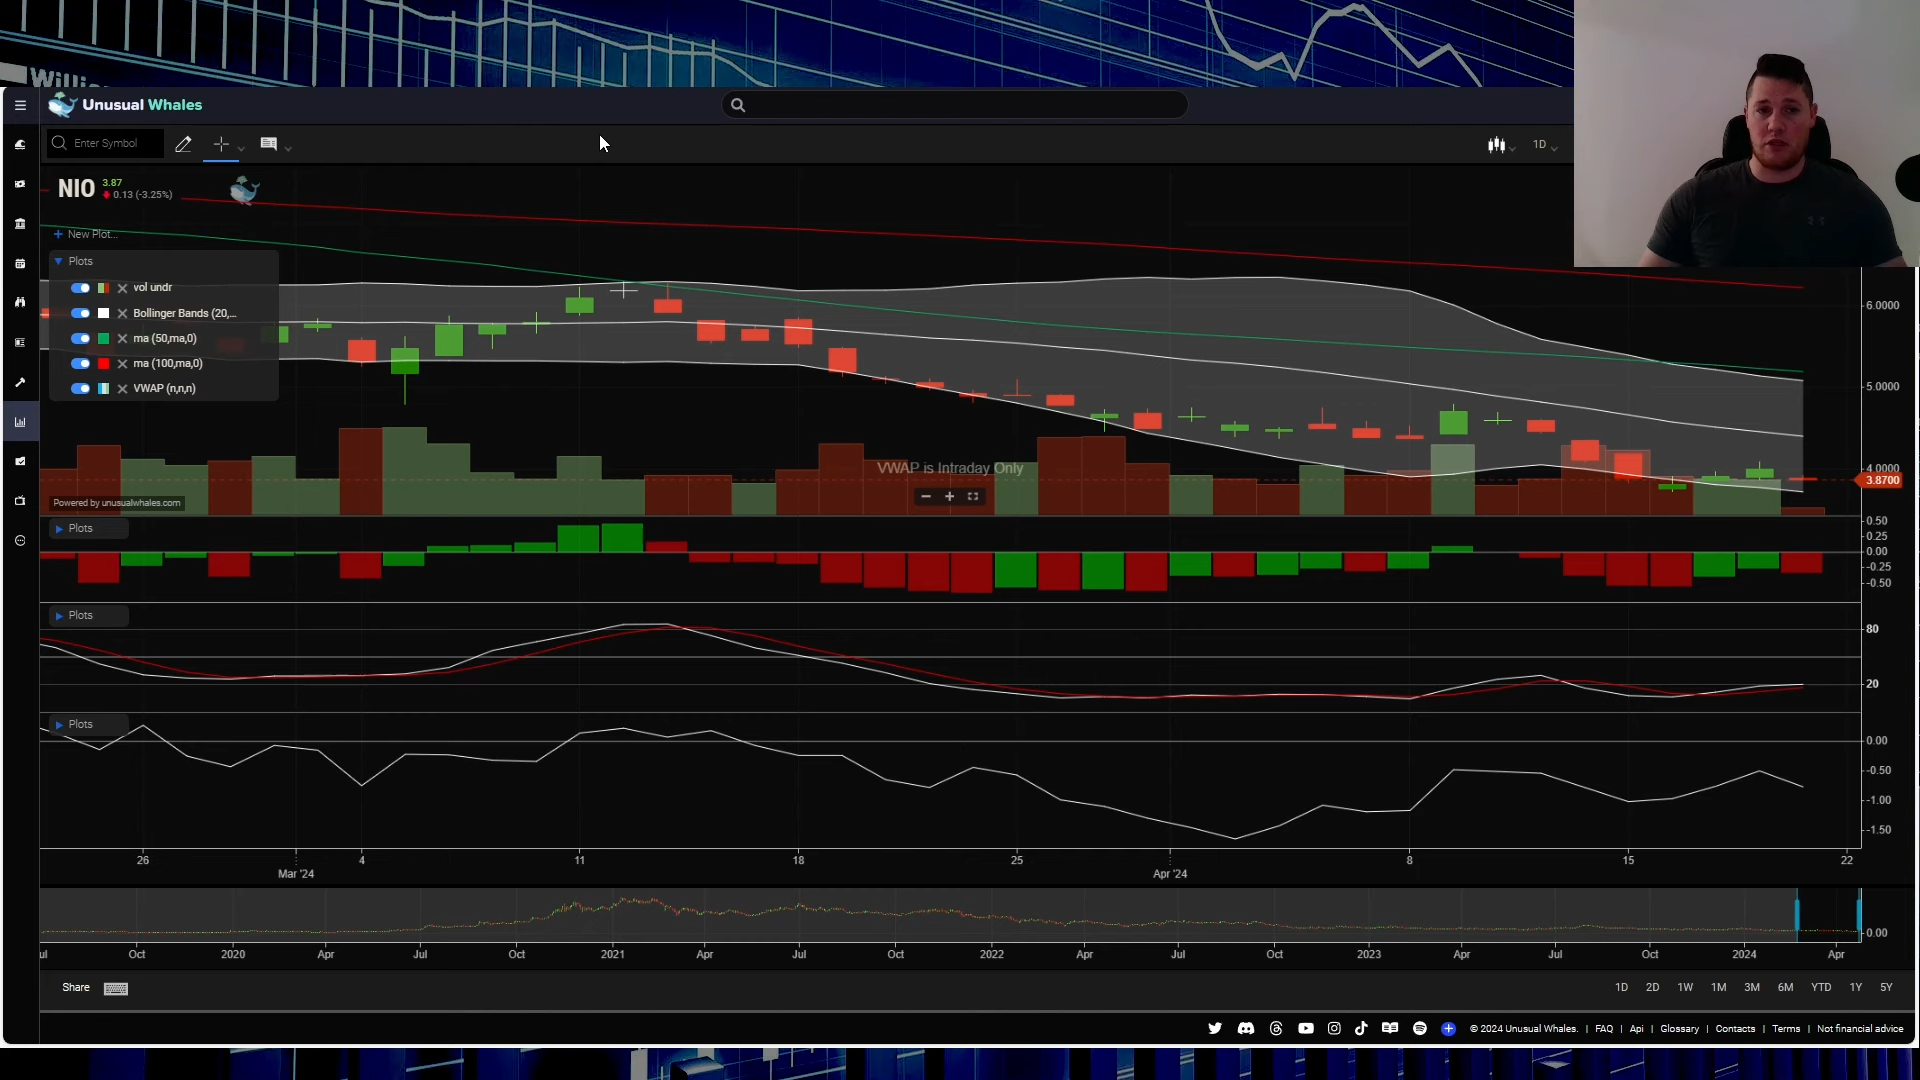 Unusual Whales
Enter Symbol
1D
NIO 3.87
0.13 (-3.25%)
+ New Plot...
Plots
vol undr
Bollinger Bands (20,...
ma (50,ma,0)
ma (100,ma,0)
VWAP (n,n,n)
6.0000
5.0000
4.0000
3.8700
VWAP is Intraday Only
Powered by unusualwhales.com
Plots
0.50
0.25
0.00
-0.25
-0.50
Plots
80
20
Plots
0.00
-0.50
-1.00
-1.50
26 4 11 18 25 8 15 22
Mar '24 Apr '24
0.00
Oct 2020 Apr Jul Oct 2021 Apr Jul Oct 2022 Apr Jul Oct 2023 Apr Jul Oct 2024 Apr
Share 1D 2D 1W 1M 3M 6M YTD 1Y 5Y
© 2024 Unusual Whales. | FAQ | Api | Glossary | Contacts | Terms | Not financial advice